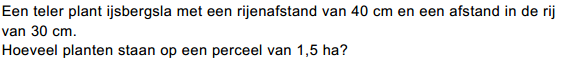 Een teler plant ijsbergsla met een rijenafstand van 40 cm en een afstand in de rij
van 30 cm.
Hoeveel planten staan op een perceel van 1,5 ha?